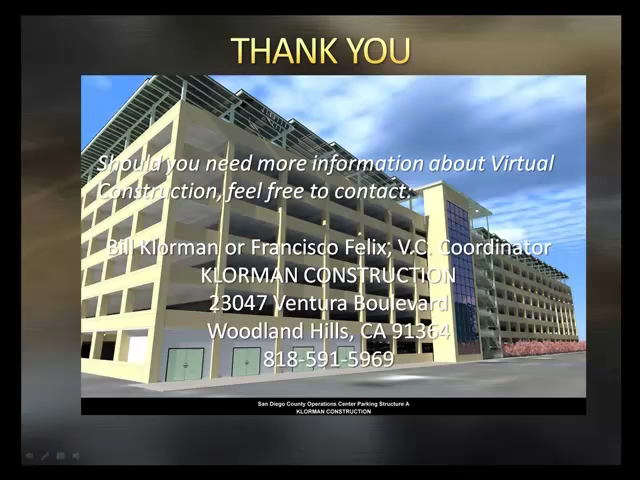 THANK YOU
Should you need more information about Virtual
Construction, feel free to contact:
Bill Klorman or Francisco Felix, V.C. Coordinator
KLORMAN CONSTRUCTION
23047 Ventura Boulevard
Woodland Hills, CA 91364
818-591-5969
San Diego County Operations Center Parking Structure A
KLORMAN CONSTRUCTION